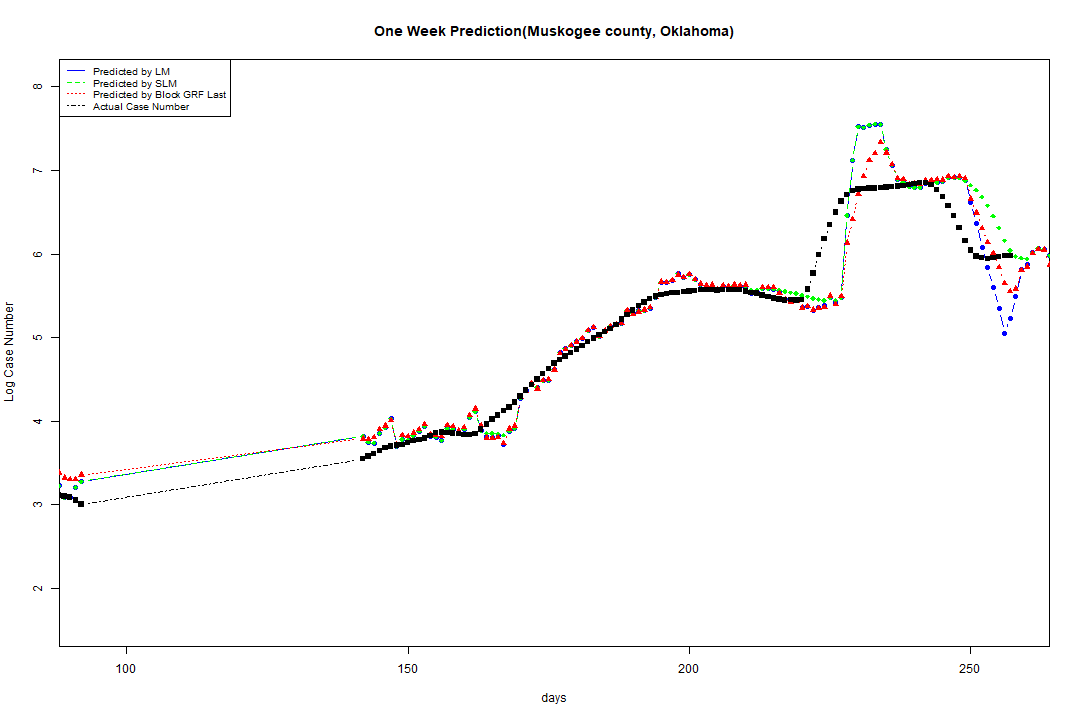 One Week Prediction(Muskogee county, Oklahoma)
Predicted by LM
Predicted by SLM
Predicted by Block GRF Last
Actual Case Number
8
7
6
5
4
3
2
Log Case Number
100
150
200
250
days